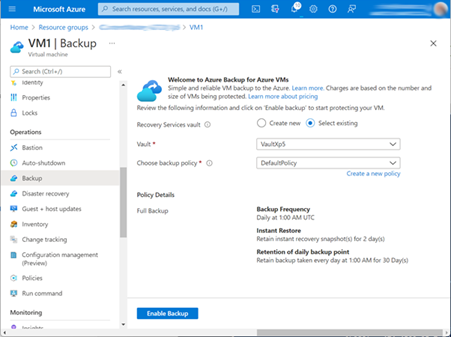 Microsoft Azure
Search resources, services, and docs (G+/)
Home > Resource groups > > VM1
VM1 | Backup
Virtual machine
Search (Ctrl+/)
Identity
Properties
Locks
Operations
Bastion
Auto-shutdown
Backup
Disaster recovery
Guest + host updates
Inventory
Change tracking
Configuration management
(Preview)
Policies
Run command
Monitoring
Insights
Welcome to Azure Backup for Azure VMs
Simple and reliable VM backup to the Azure. Learn more. Charges are based on the number and
size of VMs being protected. Learn more about pricing
Review the following information and click on 'Enable backup' to start protecting your VM.
Recovery Services vault
Create new
Select existing
Vault *
VaultXp5
Choose backup policy *
DefaultPolicy
Create a new policy
Policy Details
Full Backup
Backup Frequency
Daily at 1:00 AM UTC
Instant Restore
Retain instant recovery snapshot(s) for 2 day(s)
Retention of daily backup point
Retain backup taken every day at 1:00 AM for 30 Day(s)
Enable Backup